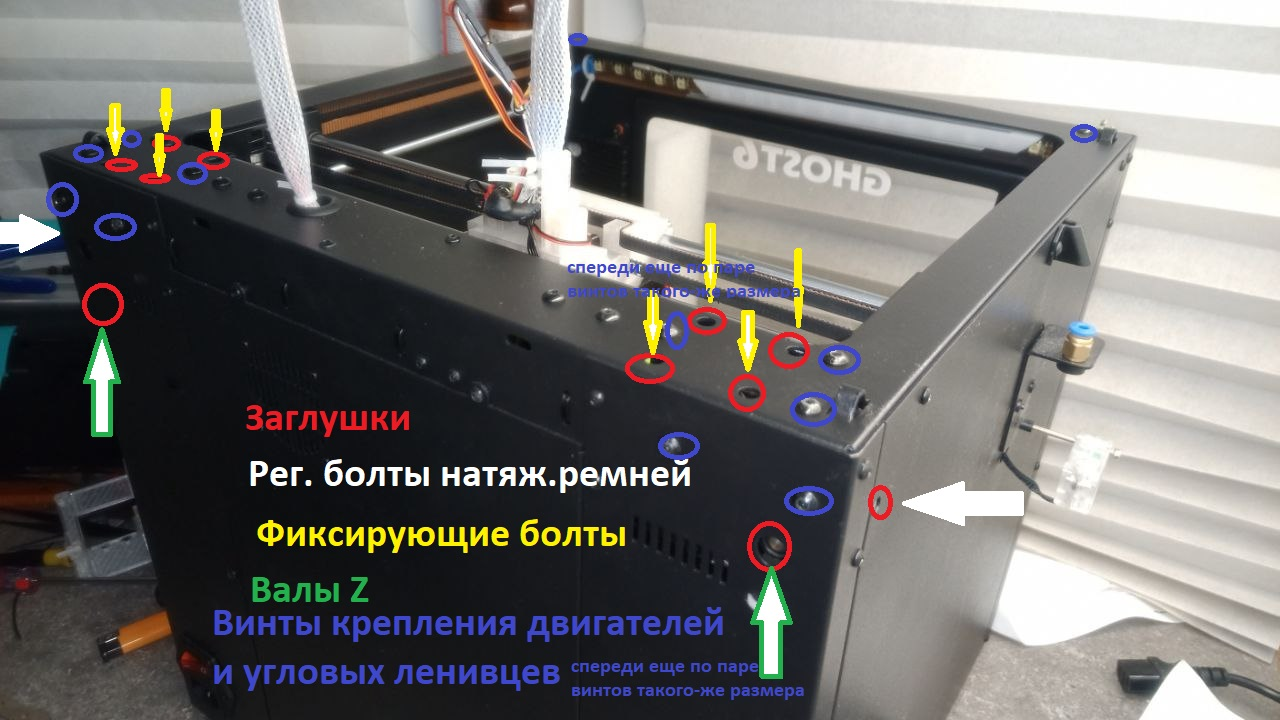 GHOST6
спереди еще по паре
винтов такого-же размера
Заглушки
Рег. болты натяж.ремней
Фиксирующие болты
Валы Z
Винты крепления двигателей
и угловых ленивцев
спереди еще по паре
винтов такого-же размера